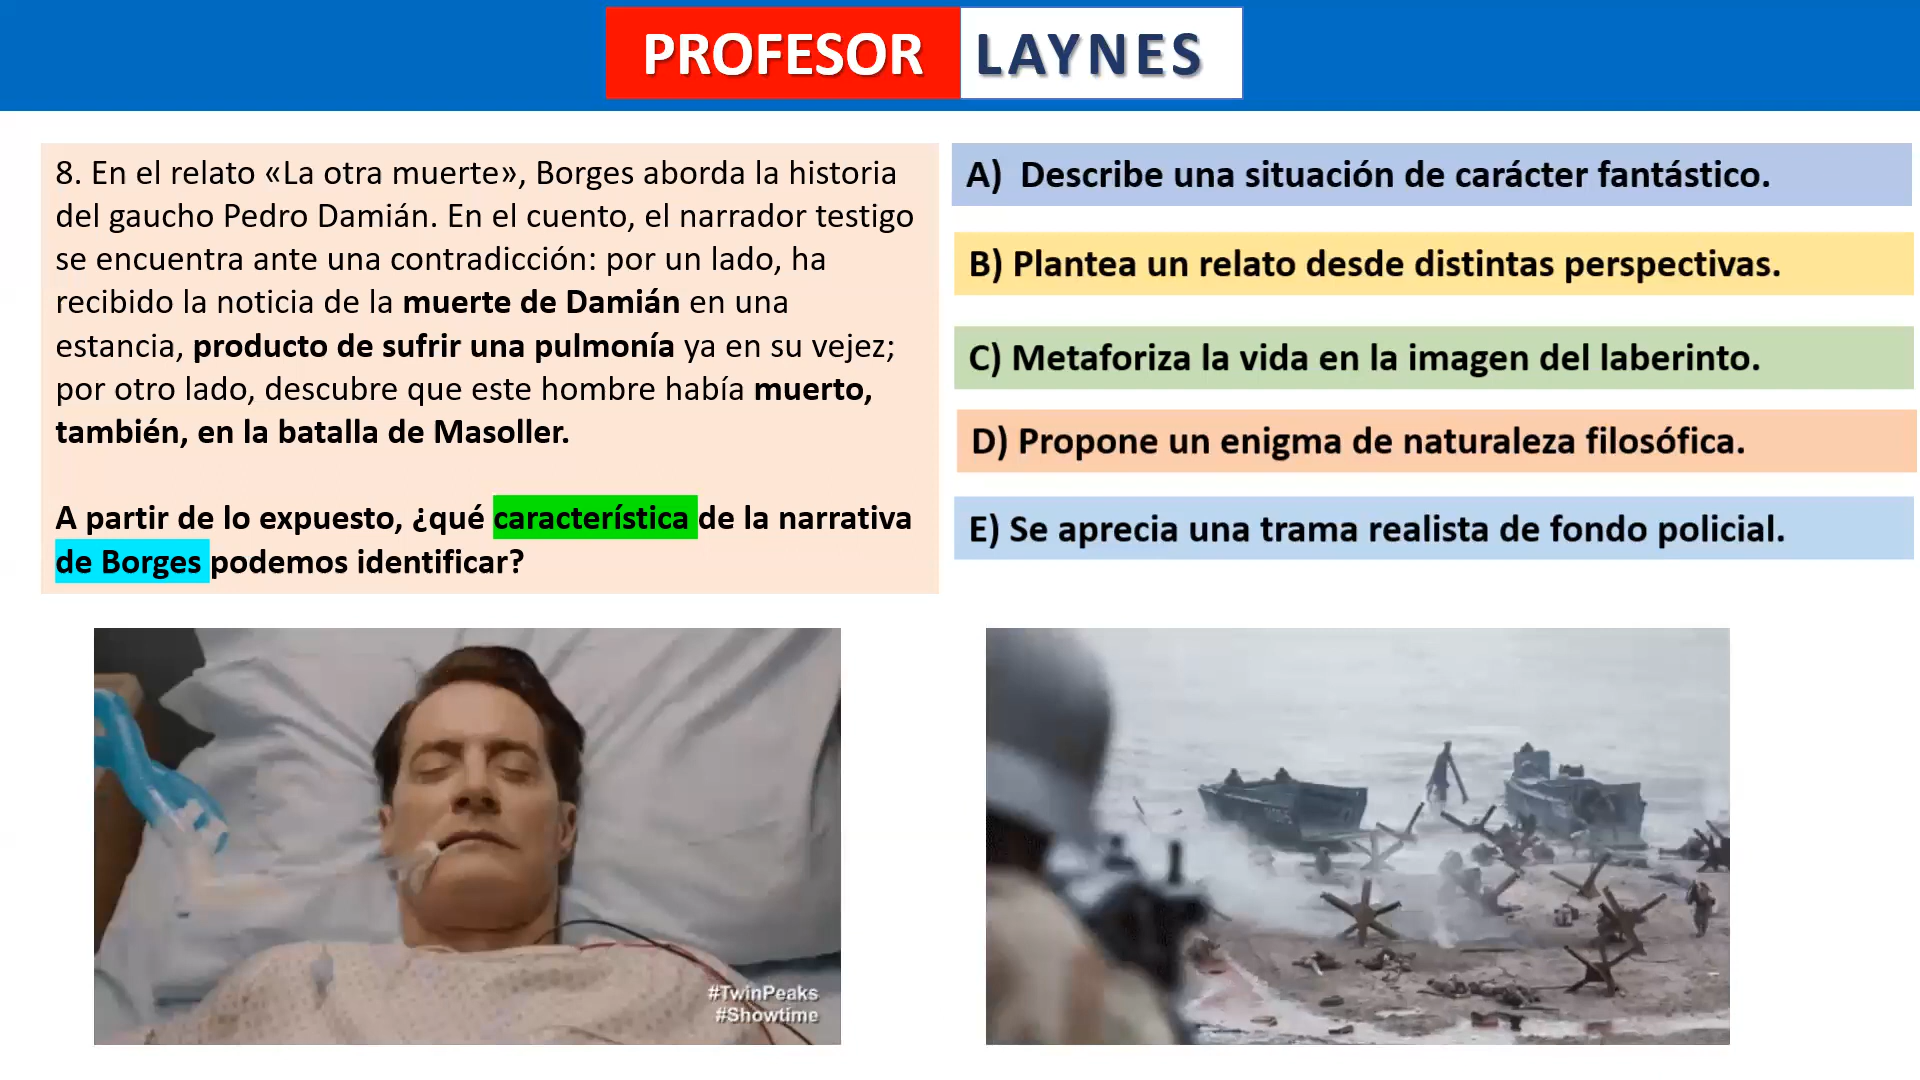 PROFESOR LAYNES
8. En el relato «La otra muerte», Borges aborda la historia
del gaucho Pedro Damián. En el cuento, el narrador testigo
se encuentra ante una contradicción: por un lado, ha
recibido la noticia de la muerte de Damián en una
estancia, producto de sufrir una pulmonía ya en su vejez;
por otro lado, descubre que este hombre había muerto,
también, en la batalla de Masoller.
A partir de lo expuesto, ¿qué característica de la narrativa
de Borges podemos identificar?
A) Describe una situación de carácter fantástico.
B) Plantea un relato desde distintas perspectivas.
C) Metaforiza la vida en la imagen del laberinto.
D) Propone un enigma de naturaleza filosófica.
E) Se aprecia una trama realista de fondo policial.
#TwinPeaks
#Showtime